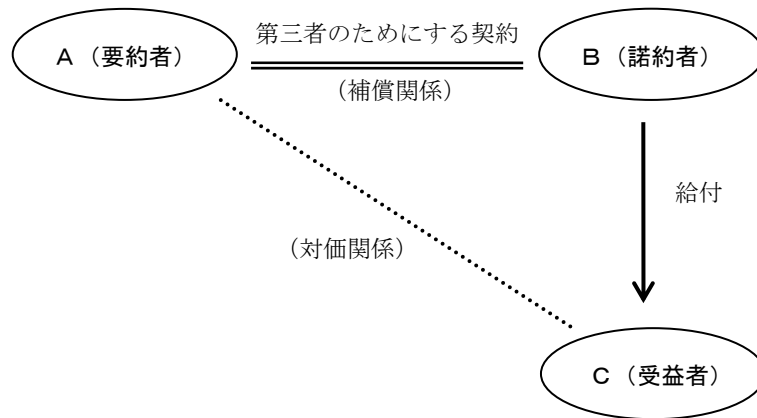 第三者のためにする契約
A（要約者）
B（諾約者）
（補償関係）
給付
（対価関係）
C（受益者）